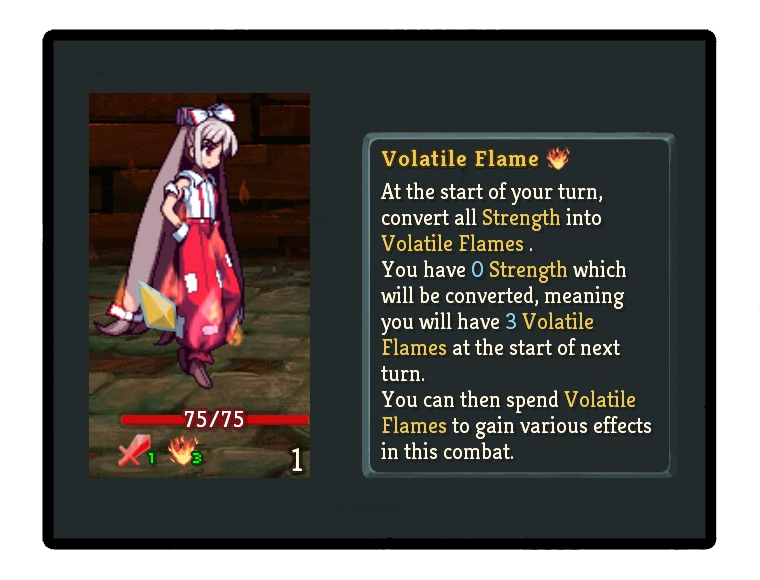 Volatile Flame
At the start of your turn,
convert all Strength into
Volatile Flames .
You have 0 Strength which
will be converted, meaning
you will have 3 Volatile
Flames at the start of next
turn.
You can then spend Volatile
Flames to gain various effects
in this combat.
75/75
1
3
1